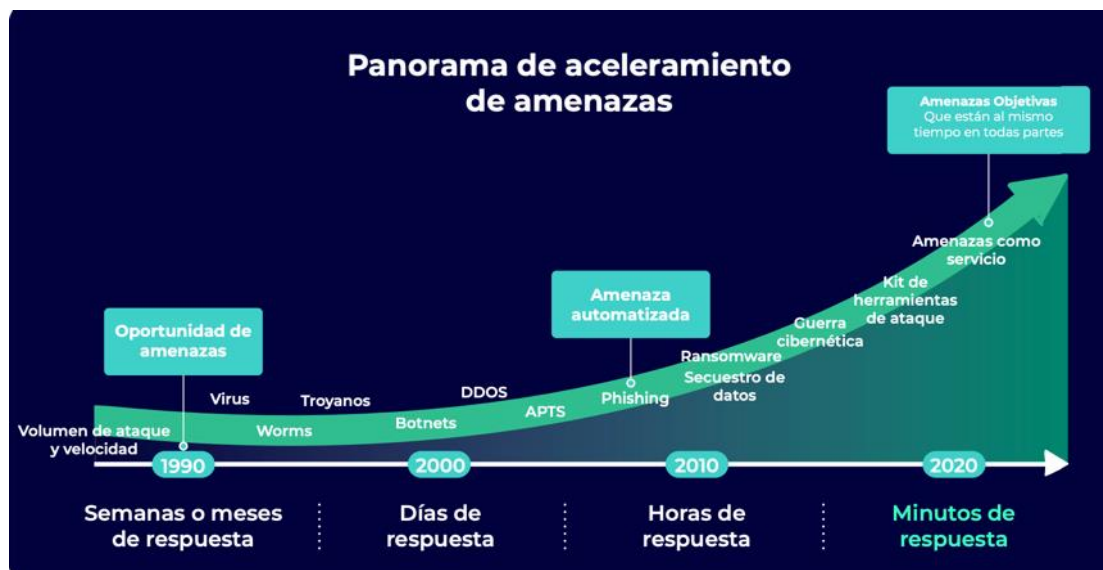 Panorama de aceleramiento
de amenazas
Amenazas Objetivas
Que están al mismo
tiempo en todas partes
Amenazas como
servicio
Kit de
herramientas
de ataque
Amenaza
automatizada
Guerra
cibernética
Oportunidad de
amenazas
Ransomware
Secuestro de
datos
Virus
Troyanos
DDOS
Phishing
APTS
Volumen de ataque
y velocidad
Worms
Botnets
1990
2000
2010
2020
Semanas o meses
de respuesta
Días de
respuesta
Horas de
respuesta
Minutos de
respuesta